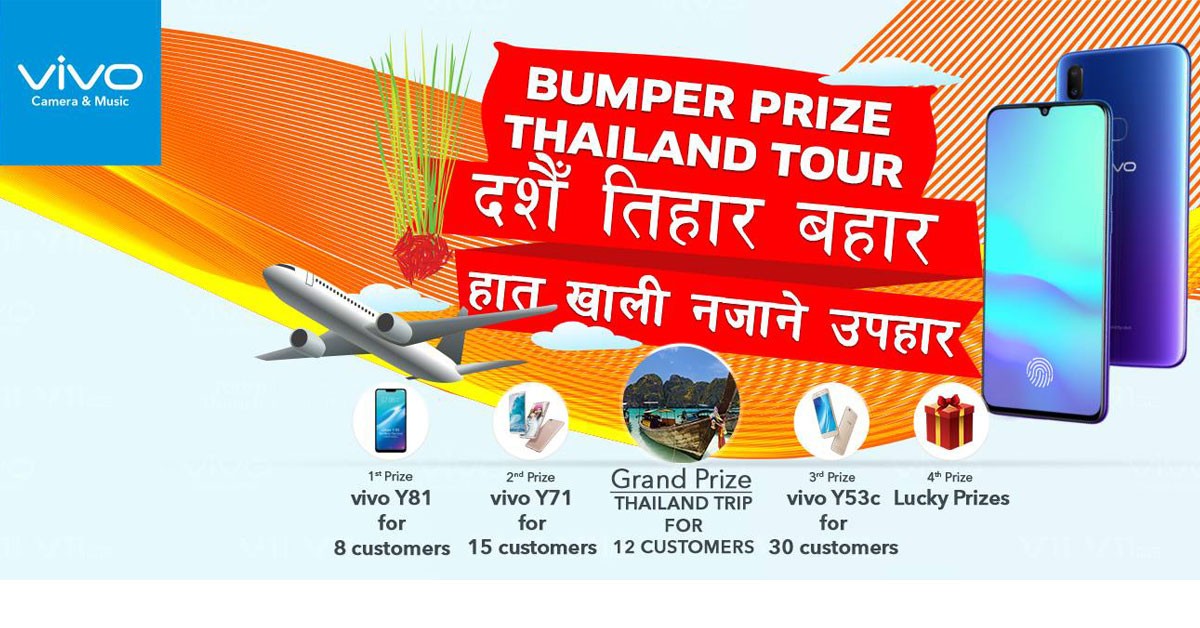 vivo
Camera & Music
BUMPER PRIZE
THAILAND TOUR
दशैँ तिहार बहार
हात खाली नजाने उपहार
vivo
1st Prize
vivo Y81
for
8 customers
2nd Prize
vivo Y71
for
15 customers
Grand Prize
THAILAND TRIP
FOR
12 CUSTOMERS
3rd Prize
vivo Y53c
for
30 customers
4th Prize
Lucky Prizes